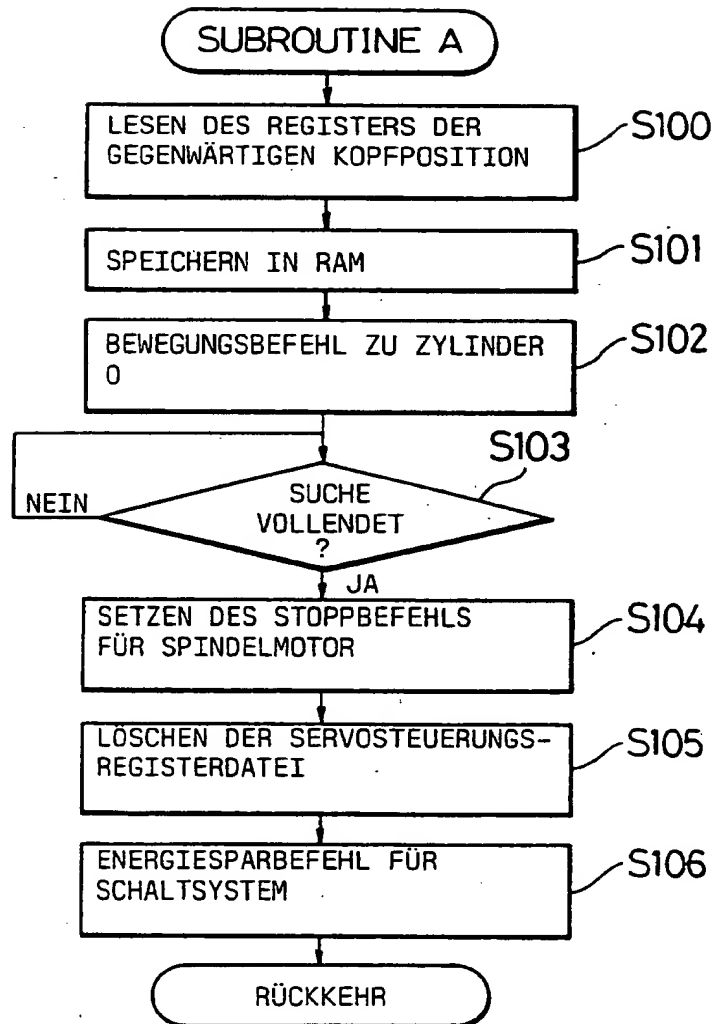 SUBROUTINE A
LESEN DES REGISTERS DER
GEGENWÄRTIGEN KOPFPOSITION
S100
SPEICHERN IN RAM
S101
BEWEGUNGSBEFEHL ZU ZYLINDER
0
S102
S103
SUCHE
VOLLENDET
?
NEIN
JA
SETZEN DES STOPPBEFEHLS
FÜR SPINDELMOTOR
S104
LÖSCHEN DER SERVOSTEUERUNGS-
REGISTERDATEI
S105
ENERGIESPARBEFEHL FÜR
SCHALTSYSTEM
S106
RÜCKKEHR